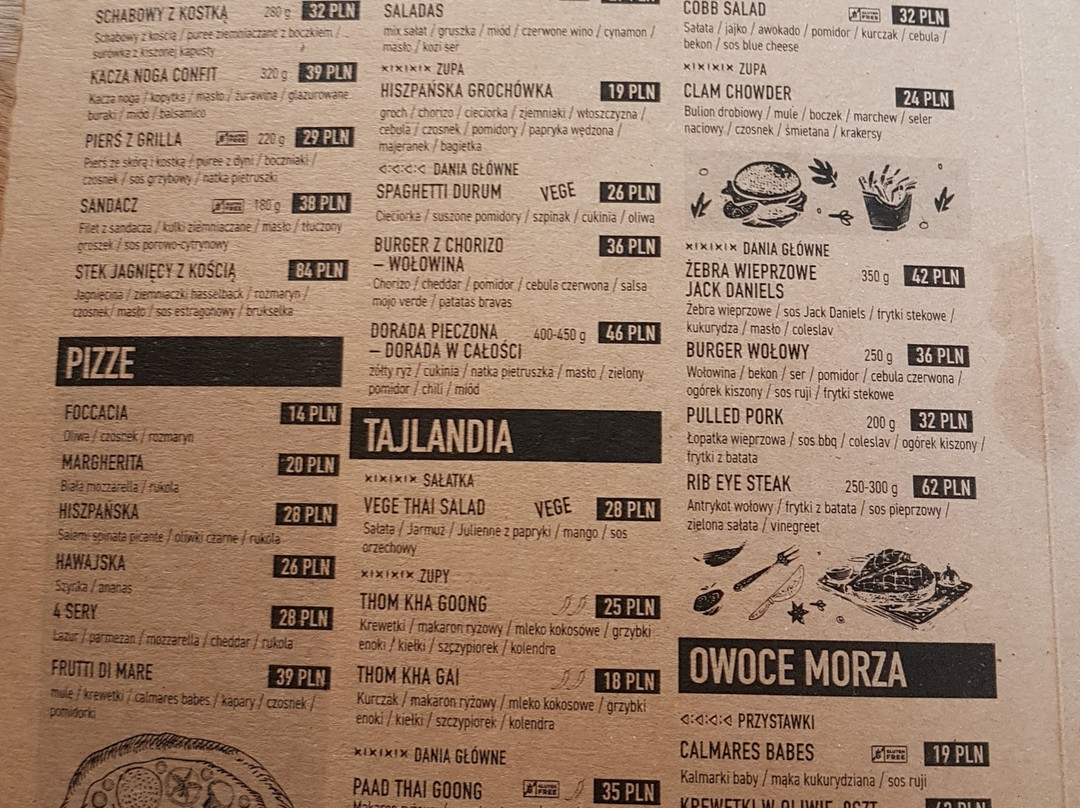 SCHABOWY Z KOSTKĄ 280 g 32 PLN
Schabowy z kością / puree ziemniaczane z boczkiem /
surówka z kiszonej kapusty
KACZA NOGA CONFIT 320 g 39 PLN
Kacza noga / kopytka / masło / żurawina / glazurowane
buraki / miód / balsamico
PIERŚ Z GRILLA GLUTEN FREE 220 g 29 PLN
Pierś ze skórą i kostką / puree z dyni / boczniaki /
czosnek / sos grzybowy / natka pietruszki
SANDACZ GLUTEN FREE 180 g 38 PLN
Filet z sandacza / kulki ziemniaczane / masło / tłuczony
groszek / sos porowo-cytrynowy
STEK JAGNIĘCY Z KOŚCIĄ 84 PLN
Jagnięcina / ziemniaczki hasselback / rozmaryn /
czosnek / masło / sos estragonowy / brukselka
PIZZE
FOCCACIA 14 PLN
Oliwa / czosnek / rozmaryn
MARGHERITA 20 PLN
Biała mozzarella / rukola
HISZPAŃSKA 28 PLN
Salami spinata picante / oliwki czarne / rukola
HAWAJSKA 26 PLN
Szynka / ananas
4 SERY 28 PLN
Lazur / parmezan / mozzarella / cheddar / rukola
FRUTTI DI MARE 39 PLN
mule / krewetki / calmares babes / kapary / czosnek /
pomidorki
SALADAS
mix sałat / gruszka / miód / czerwone wino / cynamon /
masło / kozi ser
ZUPA
HISZPAŃSKA GROCHÓWKA 19 PLN
groch / chorizo / cieciorka / ziemniaki / włoszczyzna /
cebula / czosnek / pomidory / papryka wędzona /
majeranek / bagietka
DANIA GŁÓWNE
SPAGHETTI DURUM VEGE 26 PLN
Cieciorka / suszone pomidory / szpinak / cukinia / oliwa
BURGER Z CHORIZO 36 PLN
– WOŁOWINA
Chorizo / cheddar / pomidor / cebula czerwona / salsa
mojo verde / patatas bravas
DORADA PIECZONA 400-450 g 46 PLN
– DORADA W CAŁOŚCI
żółty ryż / cukinia / natka pietruszka / masło / zielony
pomidor / chili / miód
TAJLANDIA
SAŁATKA
VEGE THAI SALAD VEGE 28 PLN
Sałata / Jarmuż / Julienne z papryki / mango / sos
orzechowy
ZUPY
THOM KHA GOONG 25 PLN
Krewetki / makaron ryżowy / mleko kokosowe / grzybki
enoki / kiełki / szczypiorek / kolendra
THOM KHA GAI 18 PLN
Kurczak / makaron ryżowy / mleko kokosowe / grzybki
enoki / kiełki / szczypiorek / kolendra
DANIA GŁÓWNE
PAAD THAI GOONG GLUTEN FREE 35 PLN
COBB SALAD GLUTEN FREE 32 PLN
Sałata / jajko / awokado / pomidor / kurczak / cebula /
bekon / sos blue cheese
ZUPA
CLAM CHOWDER 24 PLN
Bulion drobiowy / mule / boczek / marchew / seler
naciowy / czosnek / śmietana / krakersy
DANIA GŁÓWNE
ŻEBRA WIEPRZOWE 350 g 42 PLN
JACK DANIELS
Żebra wieprzowe / sos Jack Daniels / frytki stekowe /
kukurydza / masło / coleslav
BURGER WOŁOWY 250 g 36 PLN
Wołowina / bekon / ser / pomidor / cebula czerwona /
ogórek kiszony / sos ruji / frytki stekowe
PULLED PORK 200 g 32 PLN
Łopatka wieprzowa / sos bbq / coleslav / ogórek kiszony /
frytki z batata
RIB EYE STEAK 250-300 g 62 PLN
Antrykot wołowy / frytki z batata / sos pieprzowy /
zielona sałata / vinegreet
OWOCE MORZA
PRZYSTAWKI
CALMARES BABES GLUTEN FREE 19 PLN
Kalmarki baby / mąka kukurydziana / sos ruji
KREWETKI W OLIWIE